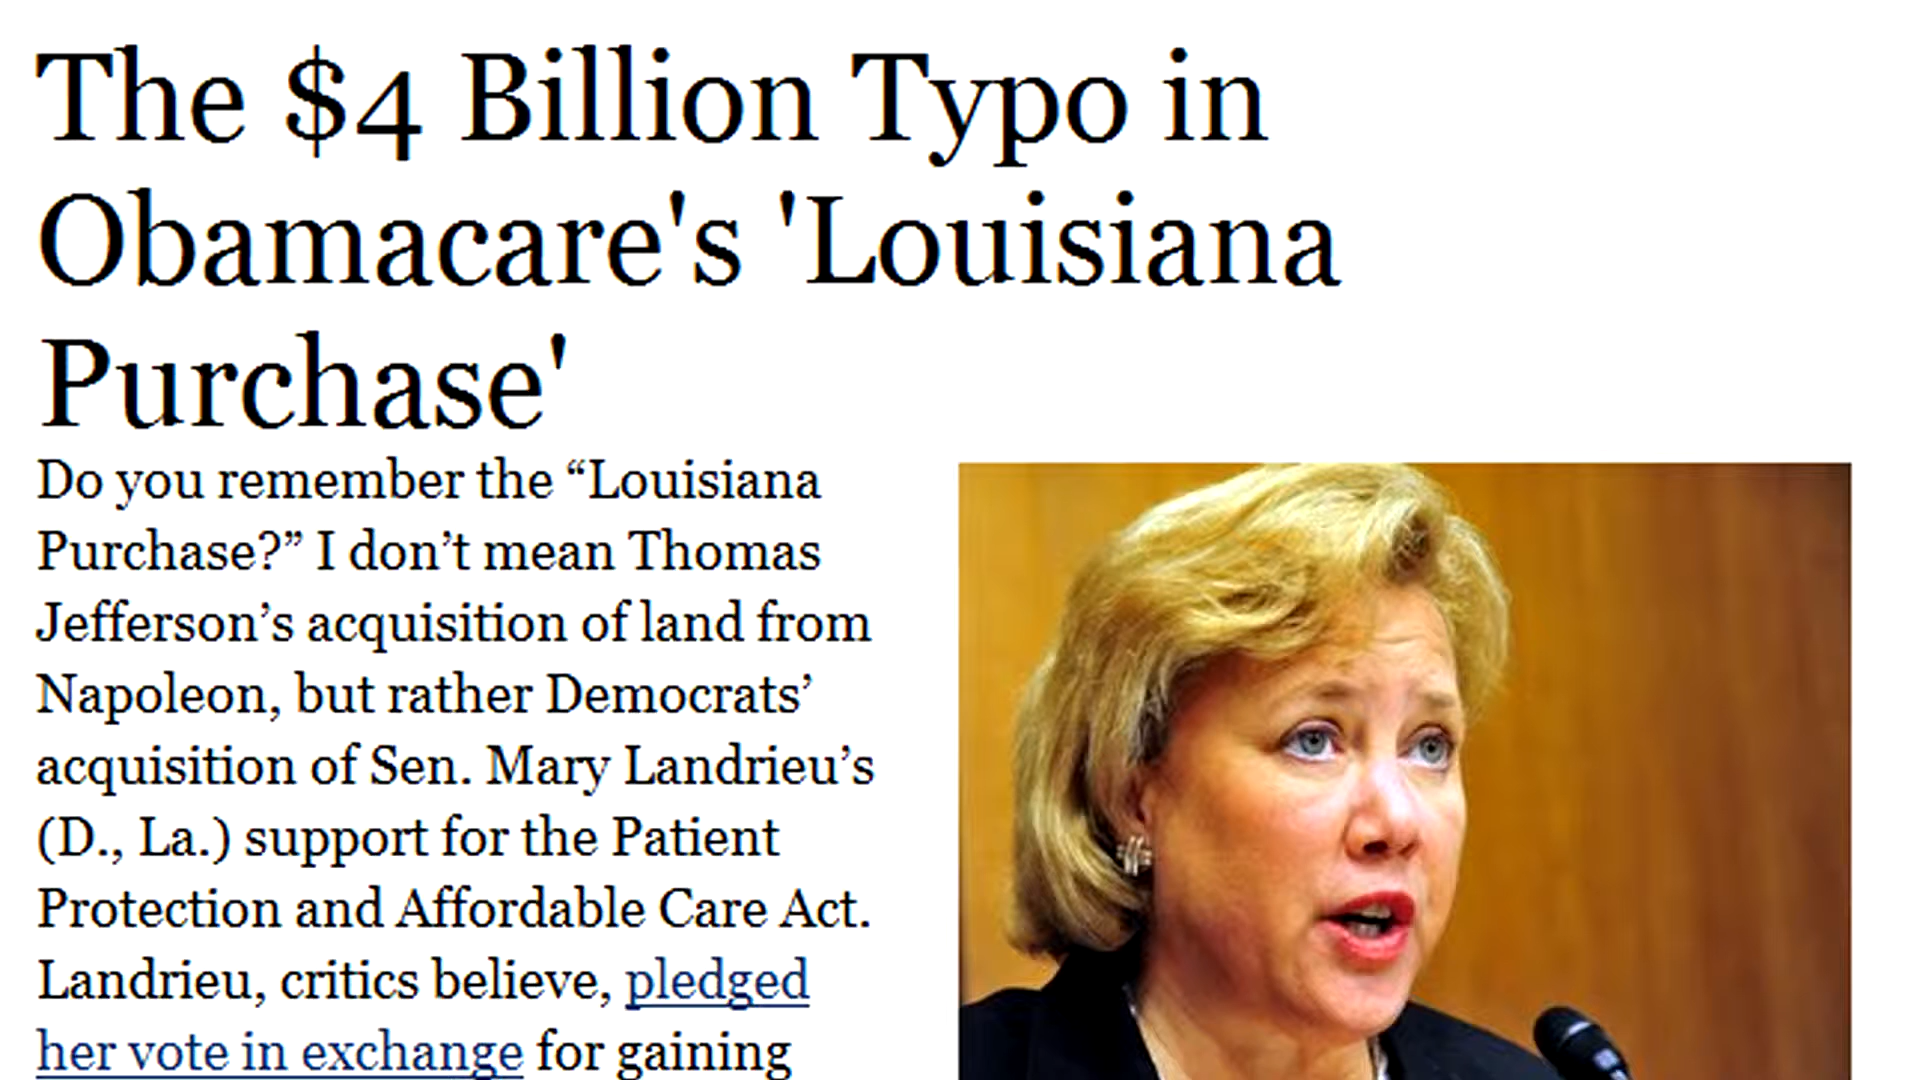 The $4 Billion Typo in
Obamacare's 'Louisiana
Purchase'
Do you remember the “Louisiana
Purchase?” I don’t mean Thomas
Jefferson’s acquisition of land from
Napoleon, but rather Democrats’
acquisition of Sen. Mary Landrieu’s
(D., La.) support for the Patient
Protection and Affordable Care Act.
Landrieu, critics believe, pledged
her vote in exchange for gaining